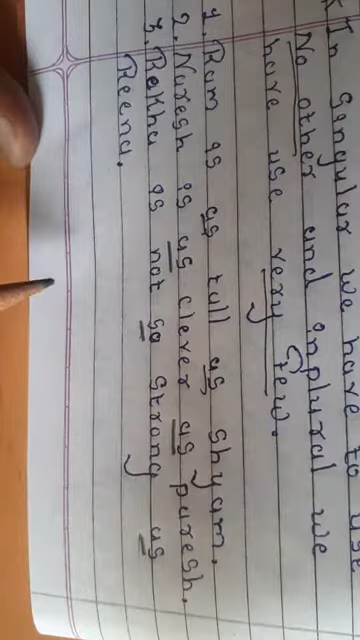 * In singular we have to use
No other and in plural we
have use very few.
1. Ram is as tall as Shyam.
2. Naresh is as clever as paresh.
3. Rekha is not so strong as
Reena.